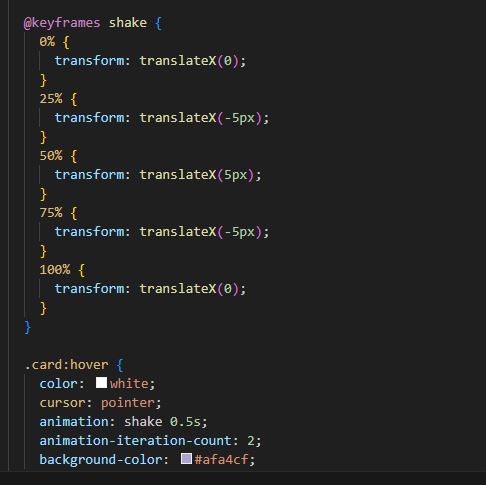 @keyframes shake {
  0% {
    transform: translateX(0);
  }
  25% {
    transform: translateX(-5px);
  }
  50% {
    transform: translateX(5px);
  }
  75% {
    transform: translateX(-5px);
  }
  100% {
    transform: translateX(0);
  }
}

.card:hover {
  color: white;
  cursor: pointer;
  animation: shake 0.5s;
  animation-iteration-count: 2;
  background-color: #afa4cf;